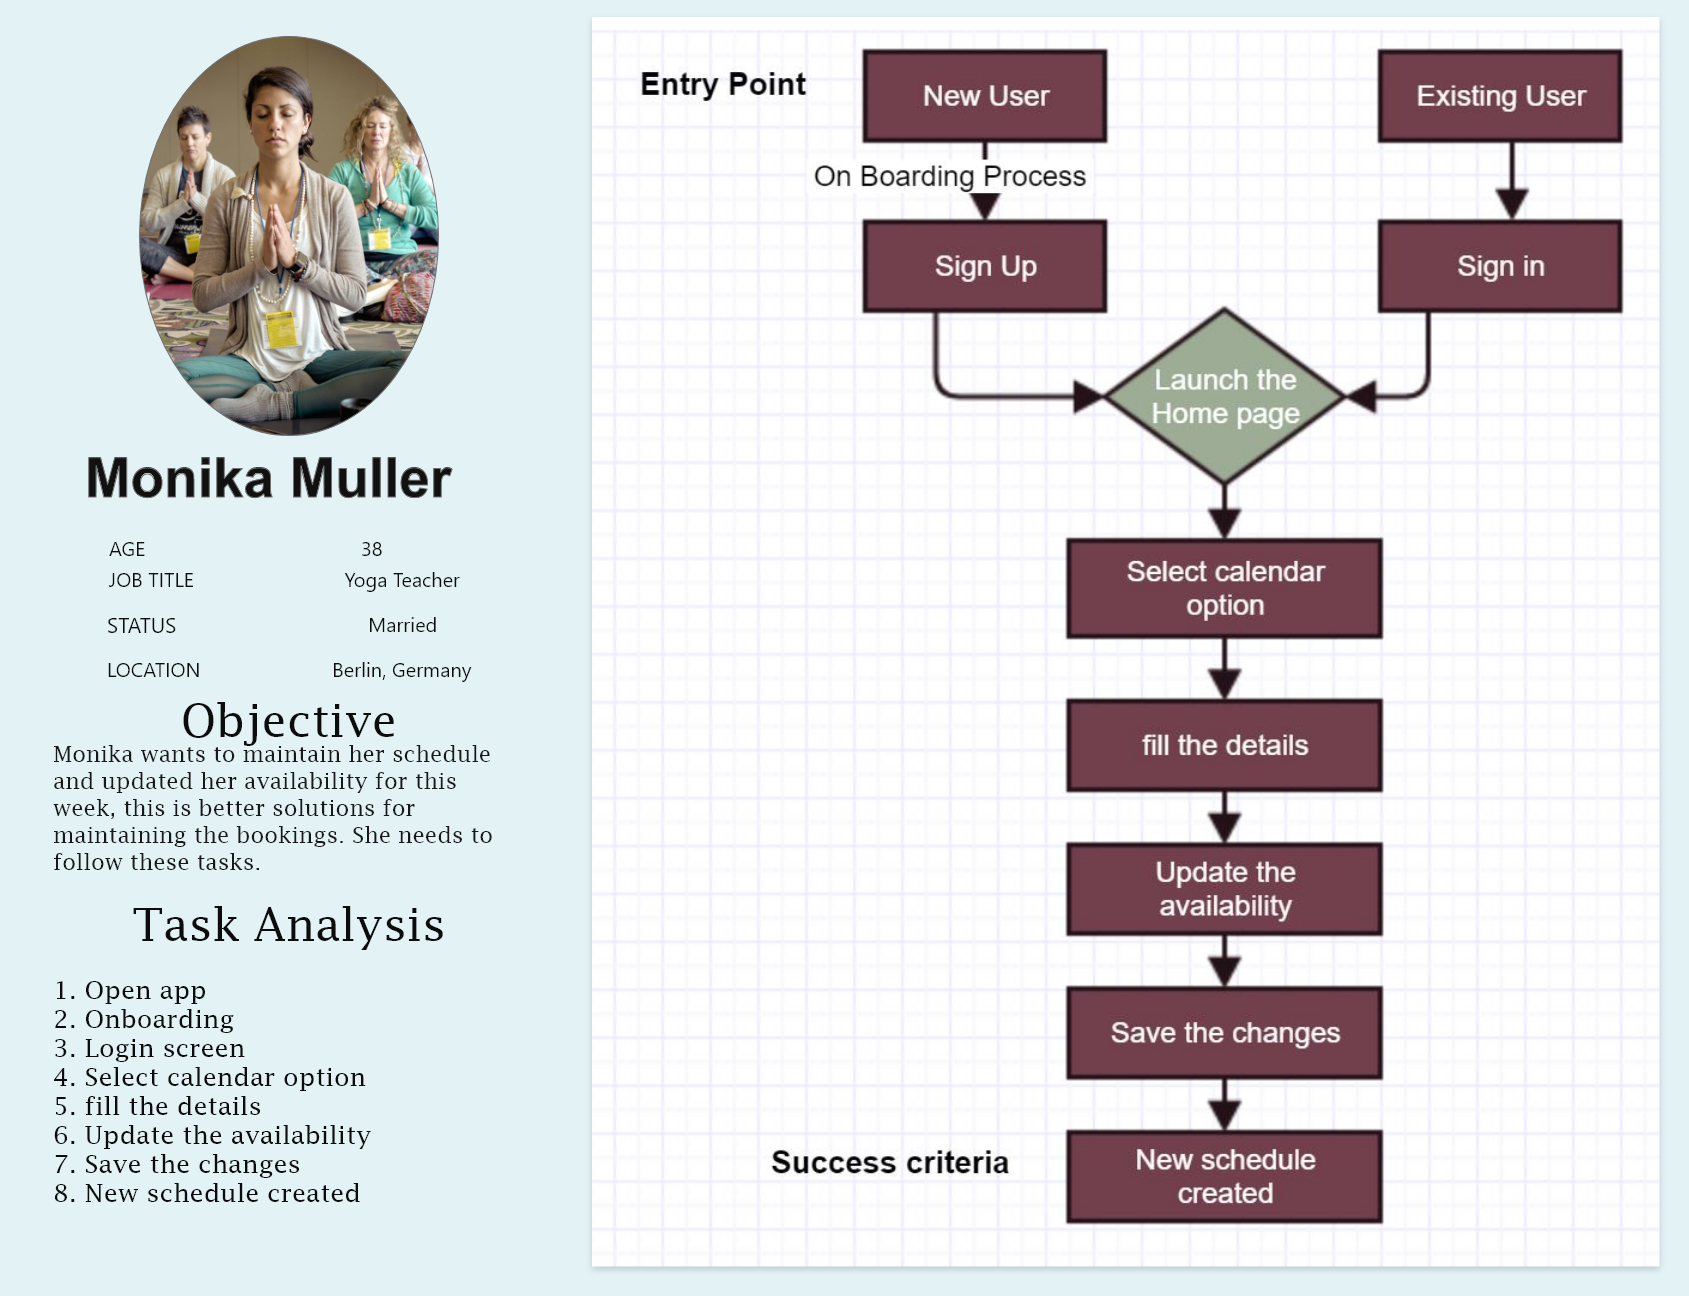 Monika Muller
AGE 38
JOB TITLE Yoga Teacher
STATUS Married
LOCATION Berlin, Germany
Objective
Monika wants to maintain her schedule
and updated her availability for this
week, this is better solutions for
maintaining the bookings. She needs to
follow these tasks.
Task Analysis
1. Open app
2. Onboarding
3. Login screen
4. Select calendar option
5. fill the details
6. Update the availability
7. Save the changes
8. New schedule created
Entry Point
New User
Existing User
On Boarding Process
Sign Up
Sign in
Launch the
Home page
Select calendar
option
fill the details
Update the
availability
Save the changes
Success criteria
New schedule
created